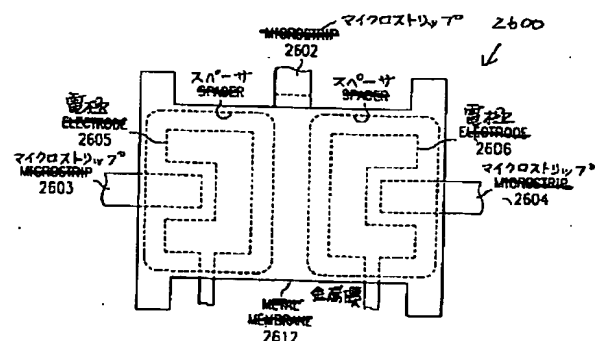 マイクロストリップ
MICROSTRIP
2602
2600
スペーサ
SPACER
スペーサ
SPACER
電極
ELECTRODE
2605
電極
ELECTRODE
2606
マイクロストリップ
MICROSTRIP
2603
マイクロストリップ
MICROSTRIP
2604
金属膜
METAL
MEMBRANE
2612